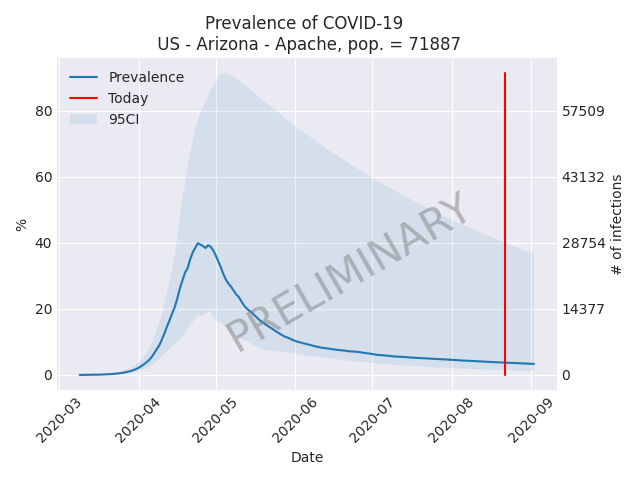 Prevalence of COVID-19
US - Arizona - Apache, pop. = 71887
Prevalence
Today
95CI
80
60
40
20
0
%
57509
43132
28754
14377
0
# of infections
PRELIMINARY
2020-03
2020-04
2020-05
2020-06
2020-07
2020-08
2020-09
Date